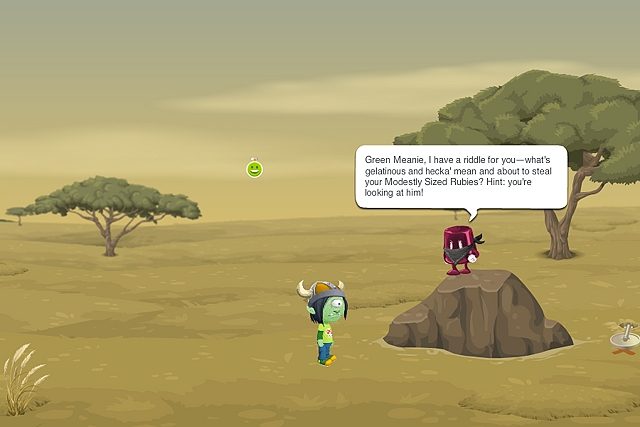 Green Meanie, I have a riddle for you—what's
gelatinous and hecka' mean and about to steal
your Modestly Sized Rubies? Hint: you're
looking at him!